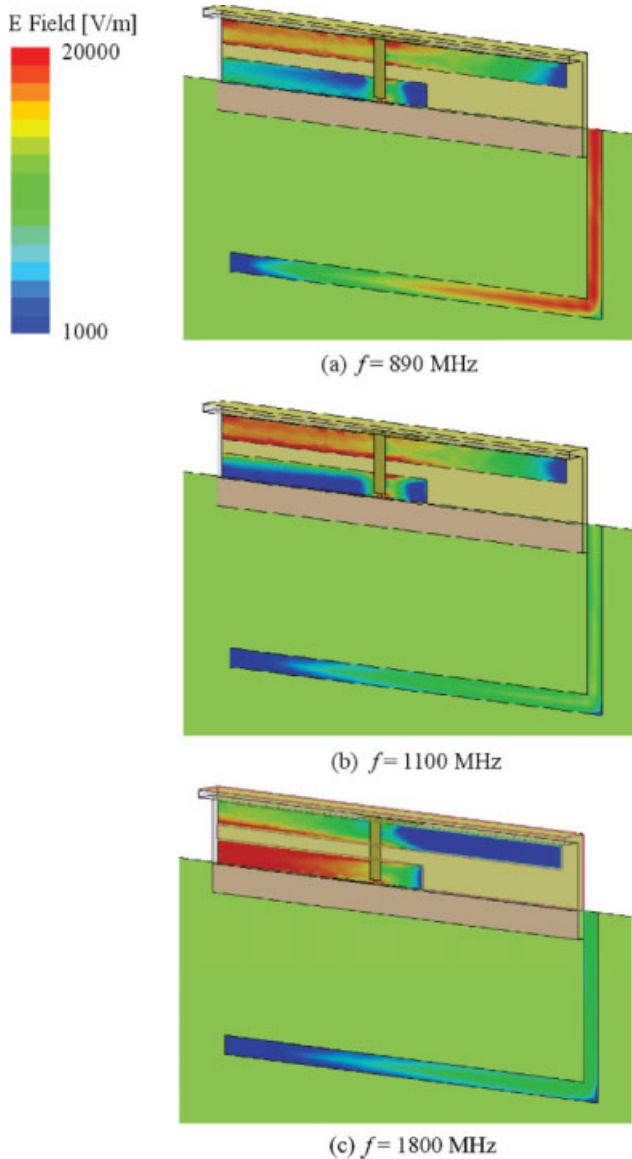 E Field [V/m]
20000
1000
(a) f = 890 MHz
(b) f = 1100 MHz
(c) f = 1800 MHz